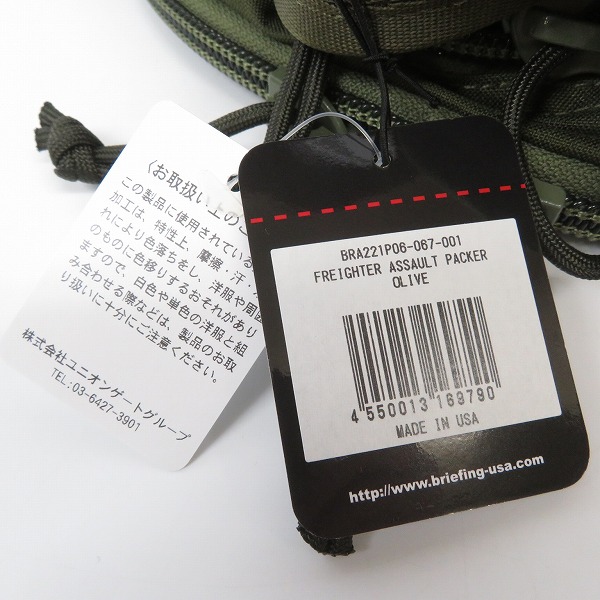 〈お取扱い上のご
この製品に使用されている
加工は、特性上、摩擦・汗・
れにより色落ちをし、洋服や周囲
のものに色移りするおそれがあり
ますので、白色や単色の洋服と組
み合わせる際などは、製品のお取
り扱いに十分にご注意ください。
株式会社ユニオンゲートグループ
TEL:03-6427-3901
BRA221P06-067-001
FREIGHTER ASSAULT PACKER
OLIVE
4 550013 169790
MADE IN USA
http://www.briefing-usa.com